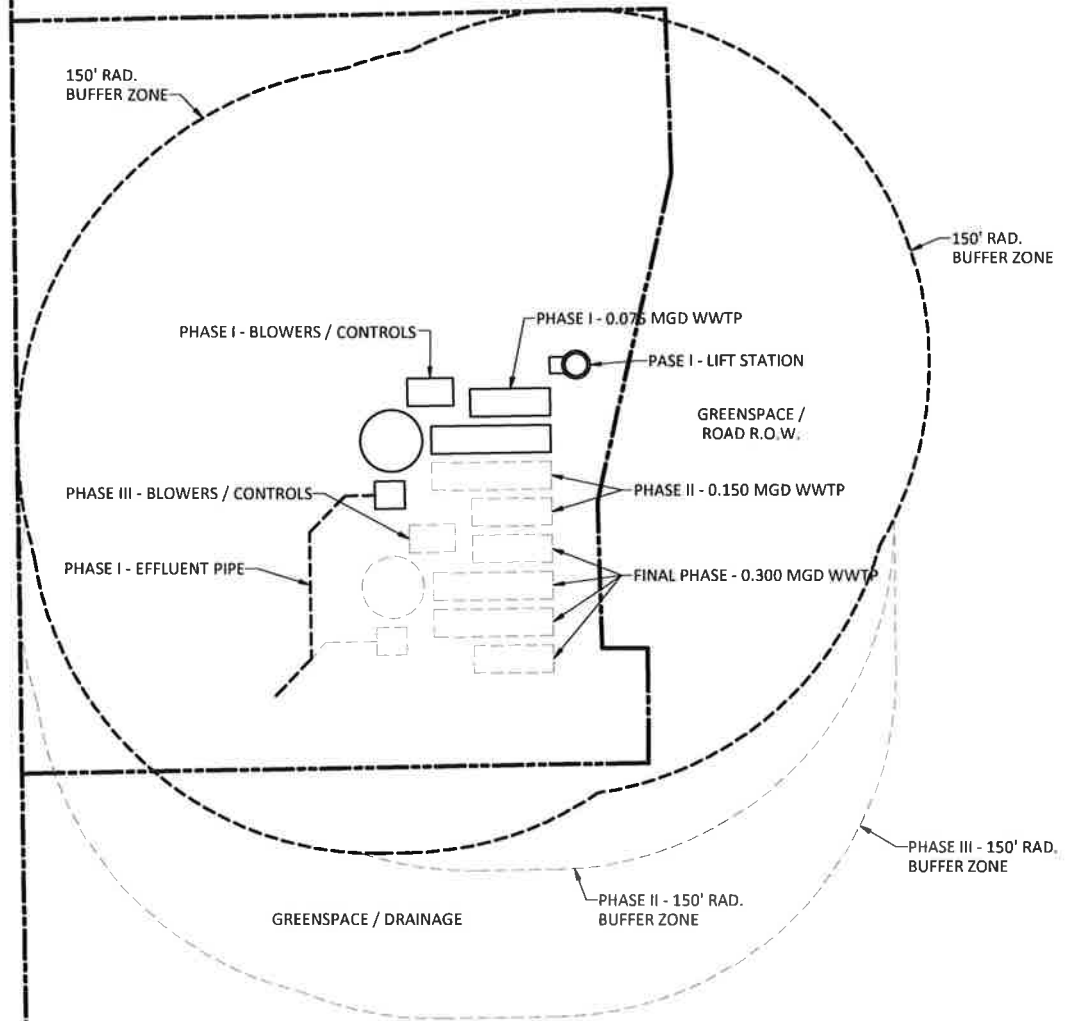 150' RAD.
BUFFER ZONE
150' RAD.
BUFFER ZONE
PHASE I - BLOWERS / CONTROLS
PHASE I - 0.075 MGD WWTP
PASE I - LIFT STATION
GREENSPACE /
ROAD R.O.W.
PHASE III - BLOWERS / CONTROLS
PHASE II - 0.150 MGD WWTP
PHASE I - EFFLUENT PIPE
FINAL PHASE - 0.300 MGD WWTP
PHASE III - 150' RAD.
BUFFER ZONE
PHASE II - 150' RAD.
BUFFER ZONE
GREENSPACE / DRAINAGE